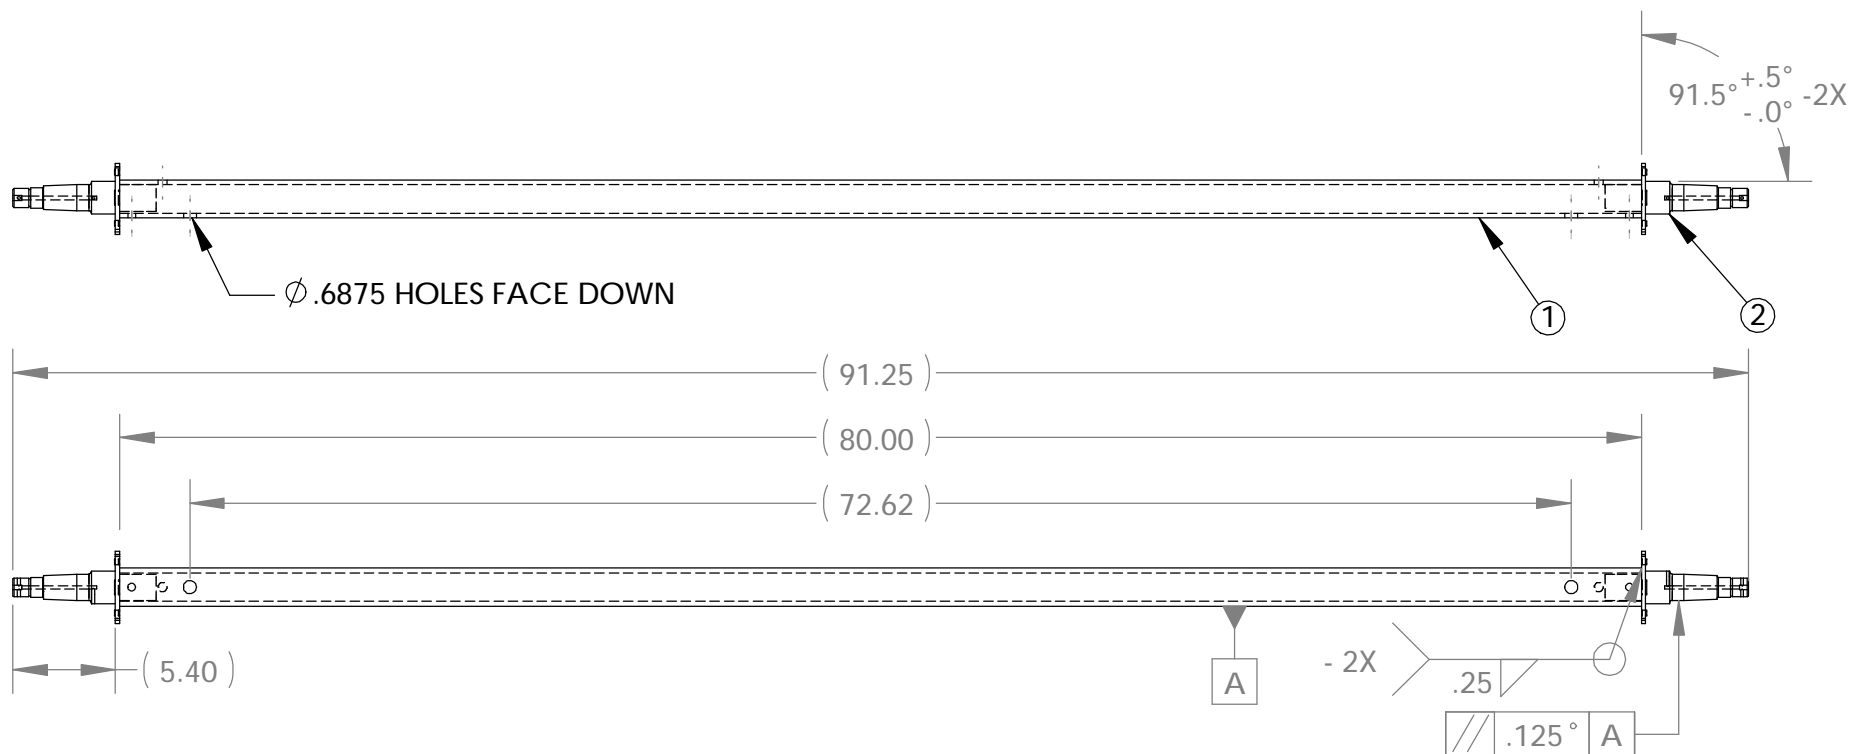 91.5° +.5° -.0° -2X
Ø .6875 HOLES FACE DOWN
1
2
( 91.25 )
( 80.00 )
( 72.62 )
( 5.40 )
A
- 2X
.25
// .125° A